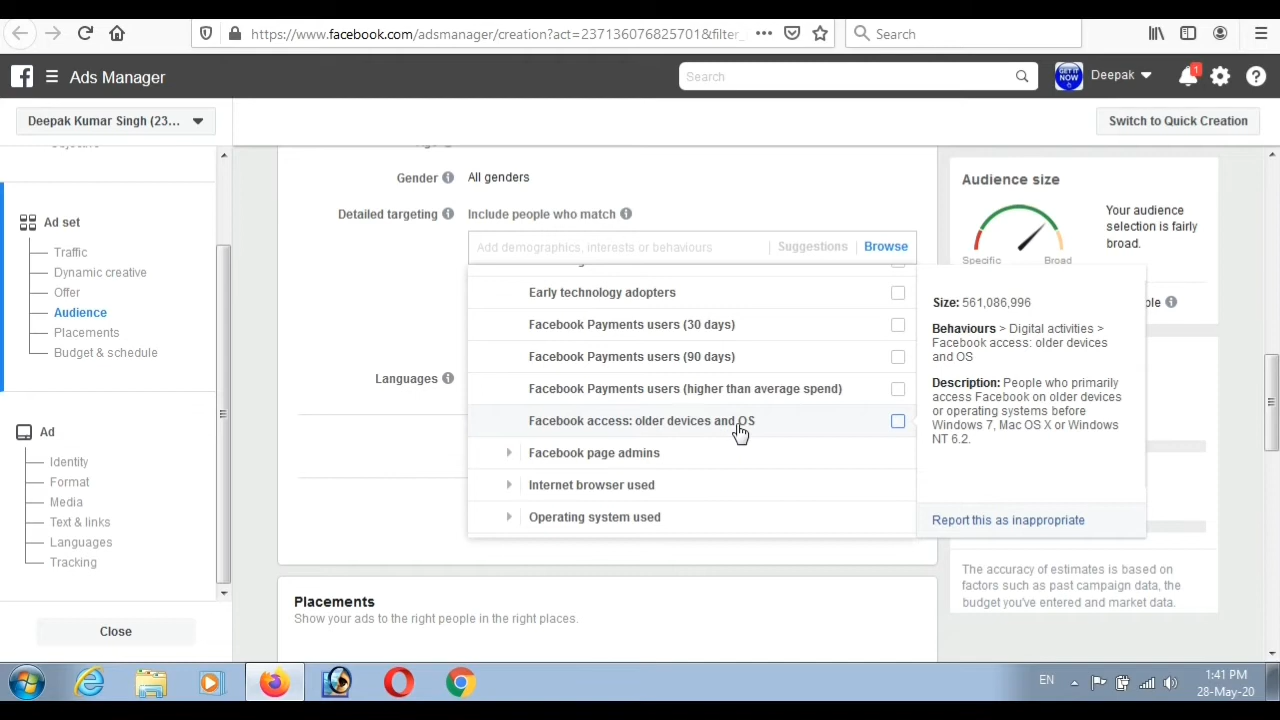 https://www.facebook.com/adsmanager/creation?act=237136076825701&filter_
Search
Ads Manager
Search
GET IT NOW
Deepak
1
Deepak Kumar Singh (23...
Switch to Quick Creation
Ad set
Traffic
Dynamic creative
Offer
Audience
Placements
Budget & schedule
Ad
Identity
Format
Media
Text & links
Languages
Tracking
Close
Gender
All genders
Detailed targeting
Include people who match
Add demographics, interests or behaviours
Suggestions
Browse
Early technology adopters
Facebook Payments users (30 days)
Facebook Payments users (90 days)
Facebook Payments users (higher than average spend)
Facebook access: older devices and OS
Facebook page admins
Internet browser used
Operating system used
Languages
Size: 561,086,996
Behaviours > Digital activities >
Facebook access: older devices
and OS
Description: People who primarily
access Facebook on older devices
or operating systems before
Windows 7, Mac OS X or Windows
NT 6.2.
Report this as inappropriate
Audience size
Your audience
selection is fairly
broad.
Specific
Broad
The accuracy of estimates is based on
factors such as past campaign data, the
budget you've entered and market data.
Placements
Show your ads to the right people in the right places.
EN
1:41 PM
28-May-20